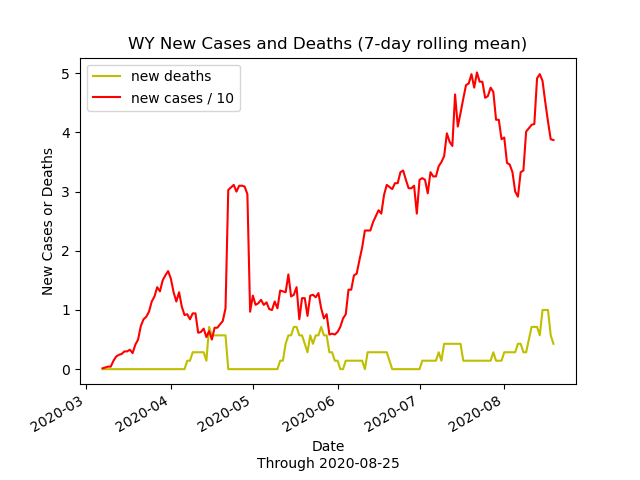 WY New Cases and Deaths (7-day rolling mean)
new deaths
new cases / 10
5
4
3
2
1
0
New Cases or Deaths
2020-03
2020-04
2020-05
2020-06
2020-07
2020-08
Date
Through 2020-08-25